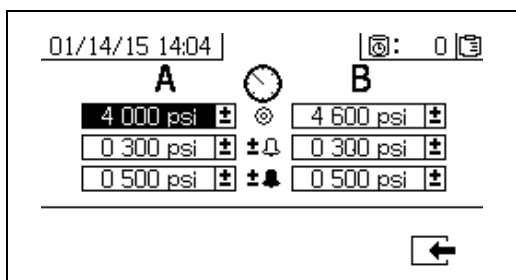 01/14/15 14:04 : 0
A B
4 000 psi ± 4 600 psi ±
0 300 psi ± ± 0 300 psi ±
0 500 psi ± ± 0 500 psi ±